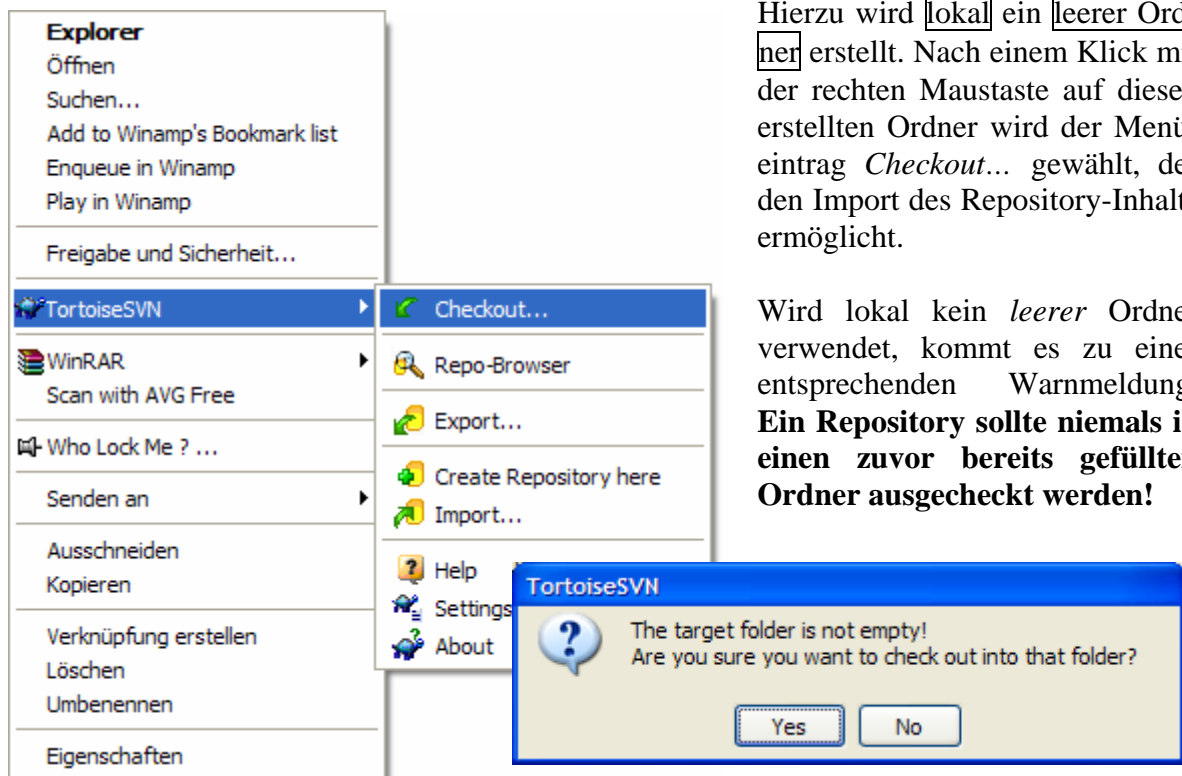 Explorer
Öffnen
Suchen...
Add to Winamp's Bookmark list
Enqueue in Winamp
Play in Winamp
Freigabe und Sicherheit...
TortoiseSVN
WinRAR
Scan with AVG Free
Who Lock Me ? ...
Senden an
Ausschneiden
Kopieren
Verknüpfung erstellen
Löschen
Umbenennen
Eigenschaften
Checkout...
Repo-Browser
Export...
Create Repository here
Import...
Help
Settings
About
Hierzu wird lokal ein leerer Ord
ner erstellt. Nach einem Klick
der rechten Maustaste auf
erstellten Ordner wird der Menü
eintrag Checkout... gewählt,
den Import des Repository-Inhalt
ermöglicht.
Wird lokal kein leerer
verwendet, kommt es zu
entsprechenden Warnmeldung
Ein Repository sollte niemals
einen zuvor bereits
Ordner ausgecheckt werden!
TortoiseSVN
The target folder is not empty!
Are you sure you want to check out into that folder?
Yes No